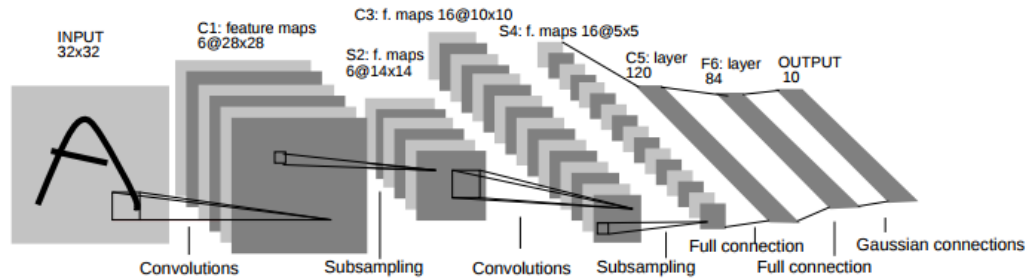 INPUT
32x32
C1: feature maps
6@28x28
S2: f. maps
6@14x14
C3: f. maps 16@10x10
S4: f. maps 16@5x5
C5: layer
120
F6: layer
84
OUTPUT
10
Convolutions
Subsampling
Convolutions
Subsampling
Full connection
Full connection
Gaussian connections
A